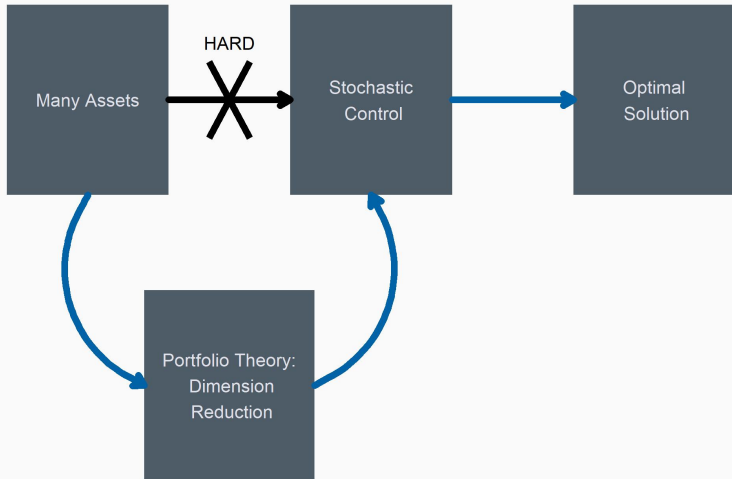 HARD
Many Assets
Stochastic
Control
Optimal
Solution
Portfolio Theory:
Dimension
Reduction